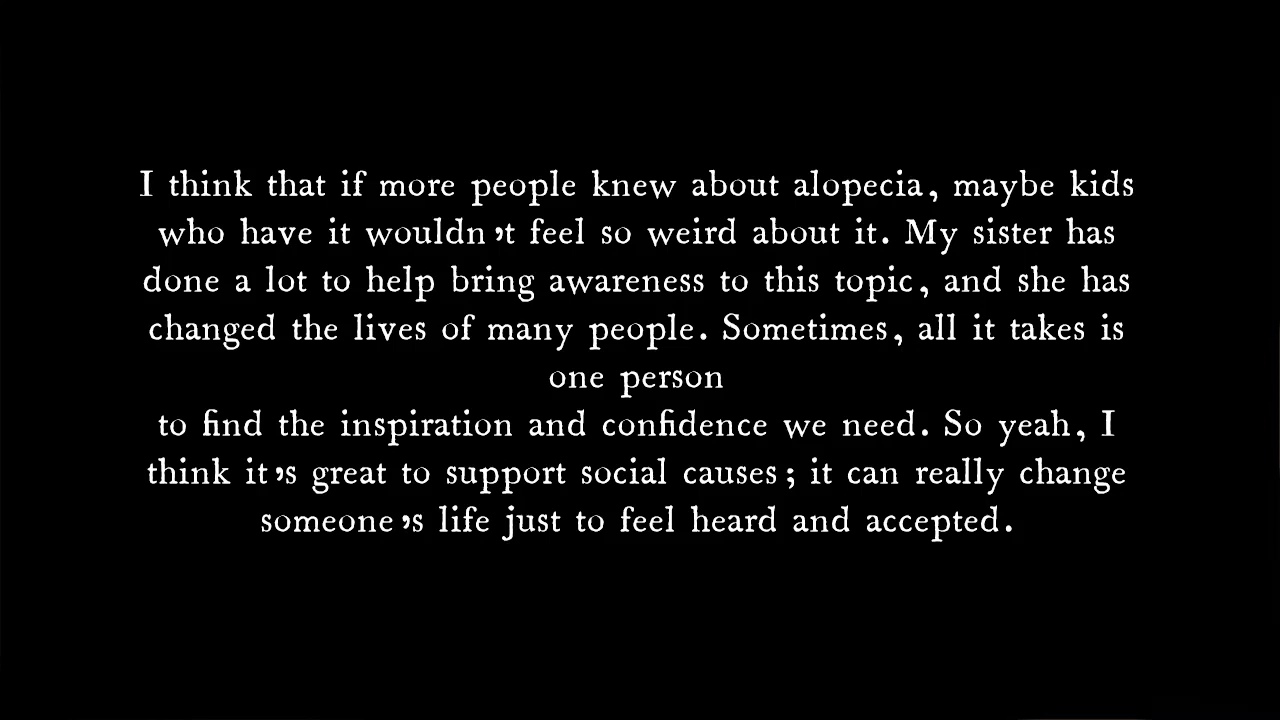 I think that if more people knew about alopecia, maybe kids
who have it wouldn't feel so weird about it. My sister has
done a lot to help bring awareness to this topic, and she has
changed the lives of many people. Sometimes, all it takes is
one person
to find the inspiration and confidence we need. So yeah, I
think it's great to support social causes; it can really change
someone's life just to feel heard and accepted.